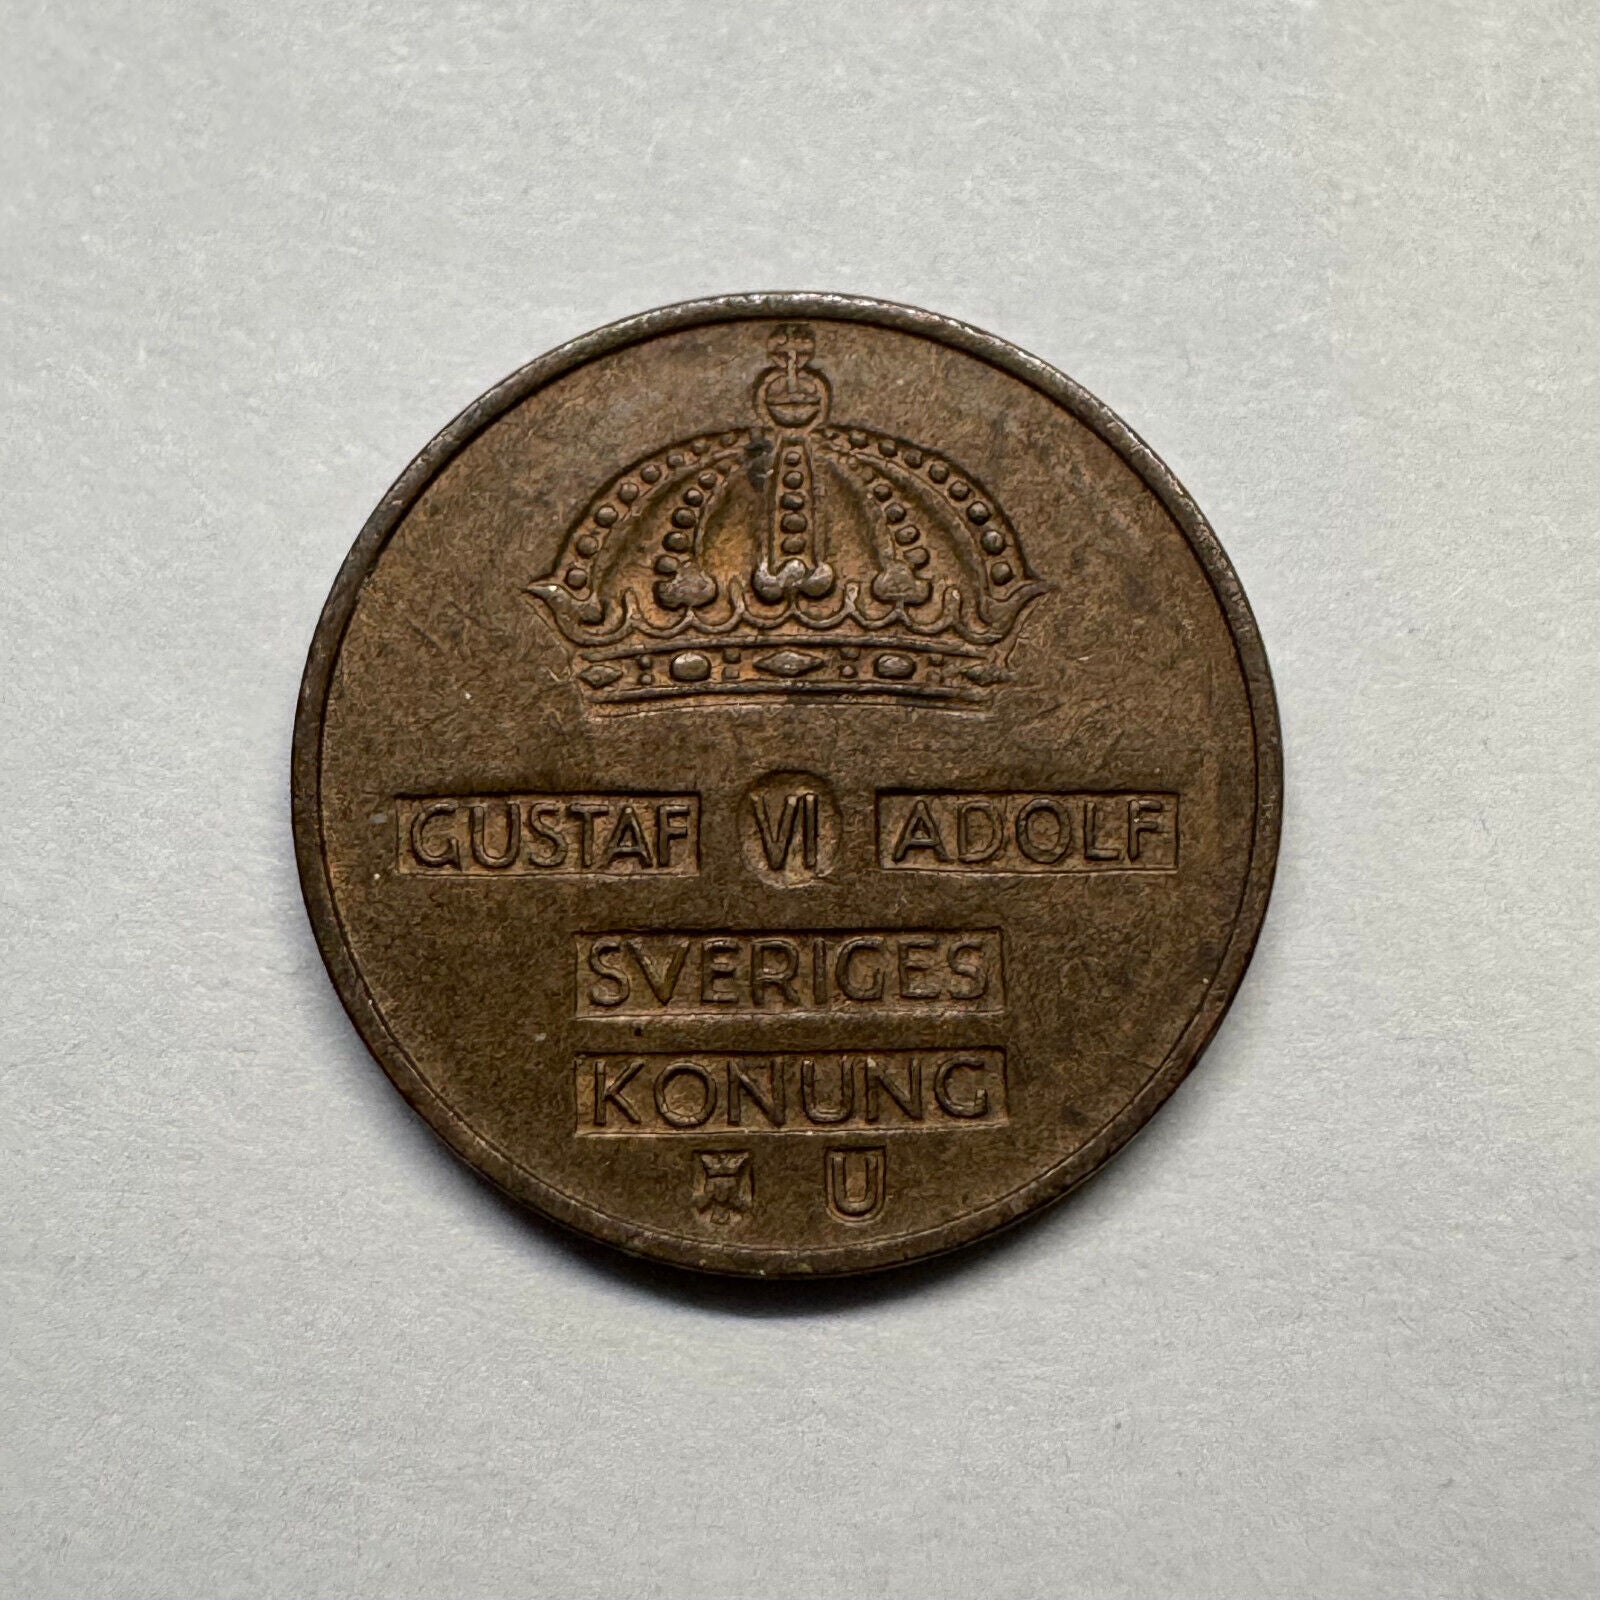 GUSTAF VI ADOLF
SVERIGES
KONUNG
U